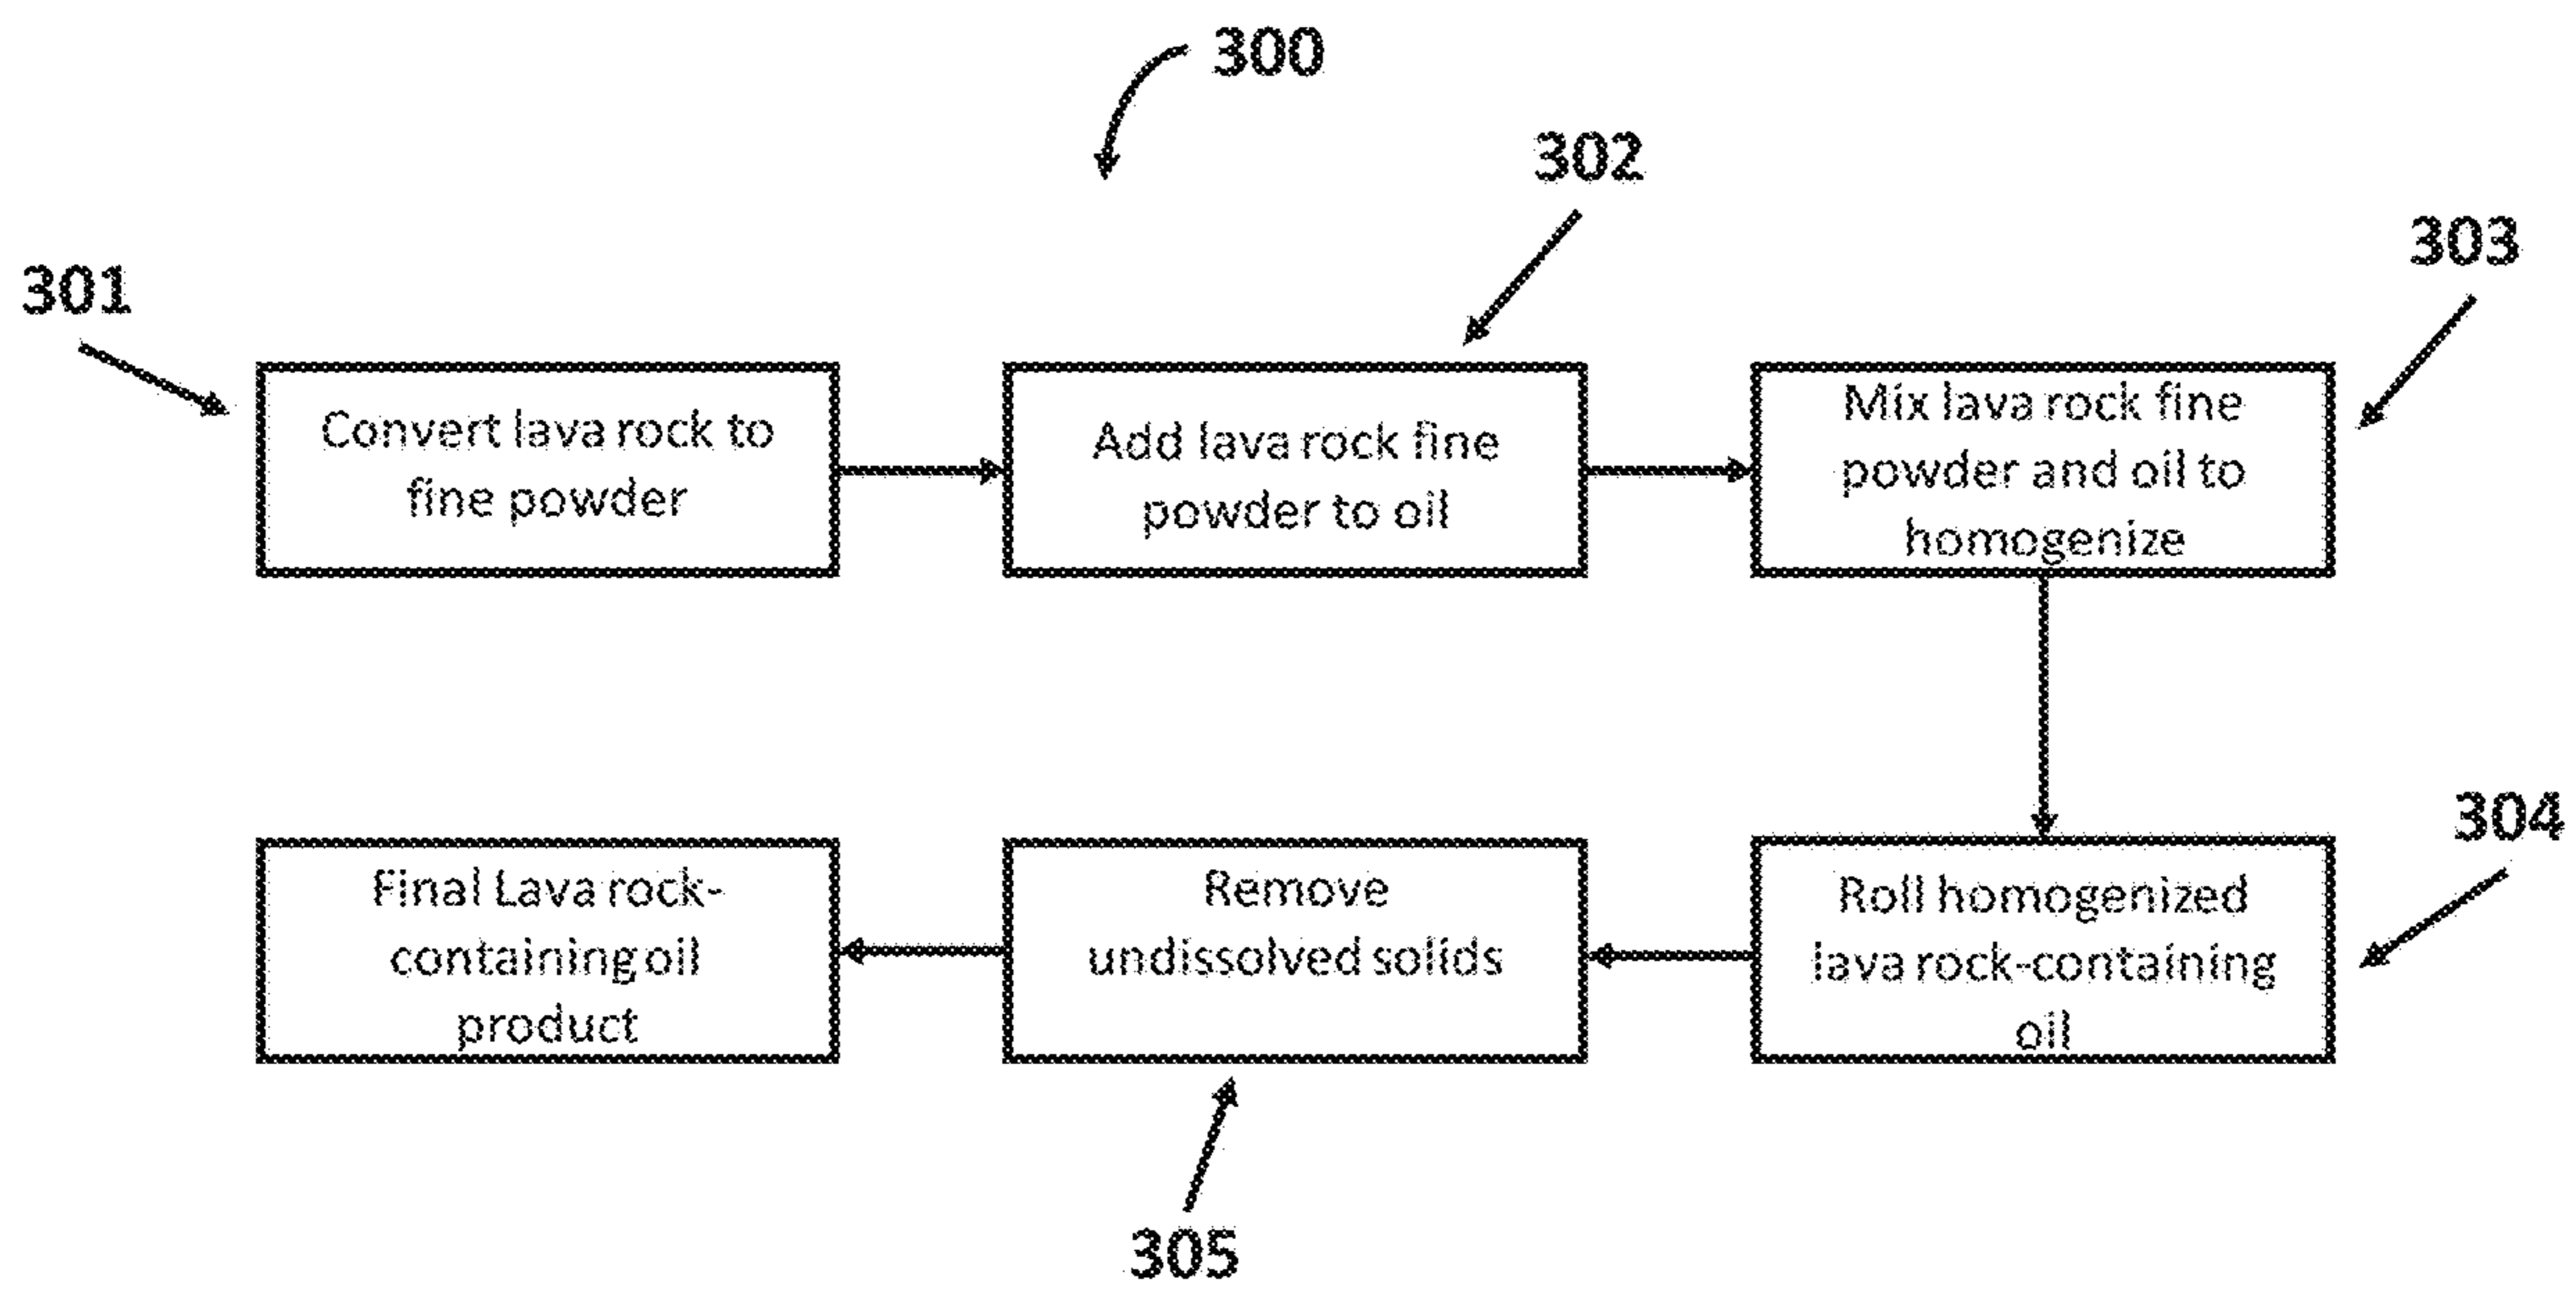 300
302
303
301
Convert lava rock to
fine powder
Add lava rock fine
powder to oil
Mix lava rock fine
powder and oil to
homogenize
304
Final Lava rock-
containing oil
product
Remove
undissolved solids
Roll homogenized
lava rock-containing
oil
305